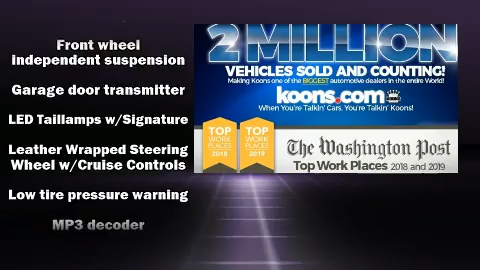 Front wheel
Independent suspension
Garage door transmitter
LED Taillamps w/Signature
Leather Wrapped Steering
Wheel w/Cruise Controls
Low tire pressure warning
MP3 decoder
2 MILLION
VEHICLES SOLD AND COUNTING!
Making Koons one of the BIGGEST automotive dealers in the entire World!
koons.com
When You're Talkin' Cars, You're Talkin' Koons!
TOP
WORK
PLACES
2018
TOP
WORK
PLACES
2019
The Washington Post
Top Work Places 2018 and 2019